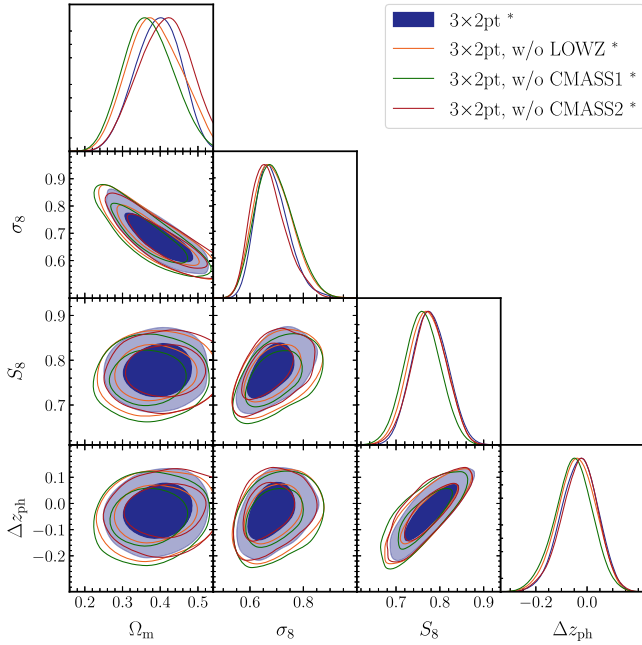 3×2pt *
3×2pt, w/o LOWZ *
3×2pt, w/o CMASS1 *
3×2pt, w/o CMASS2 *
0.9
0.8
0.7
0.6
σ₈
0.9
0.8
0.7
S₈
0.1
0.0
−0.1
−0.2
Δz_ph
0.2 0.3 0.4 0.5 0.6 0.8 0.7 0.8 0.9 −0.2 0.0
Ω_m σ₈ S₈ Δz_ph